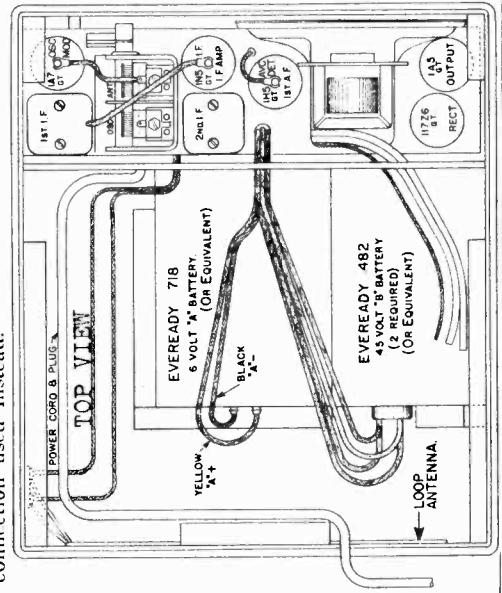 connection used instead.
POWER CORD & PLUG
TOP VIEW
1ST I.F
1A7 GT
OSC MOD
OSC
ANT
2ND. I F
1N5 GT
I F
I F AMP
1H5 GT
AVC DET
1ST A F
117Z6 GT
RECT
1A5 GT
OUTPUT
EVEREADY 718
6 VOLT "A" BATTERY.
(OR EQUIVALENT)
BLACK
"A"-
YELLOW
"A"+
EVEREADY 482
45 VOLT "B" BATTERY
(2 REQUIRED)
(OR EQUIVALENT)
LOOP
ANTENNA.